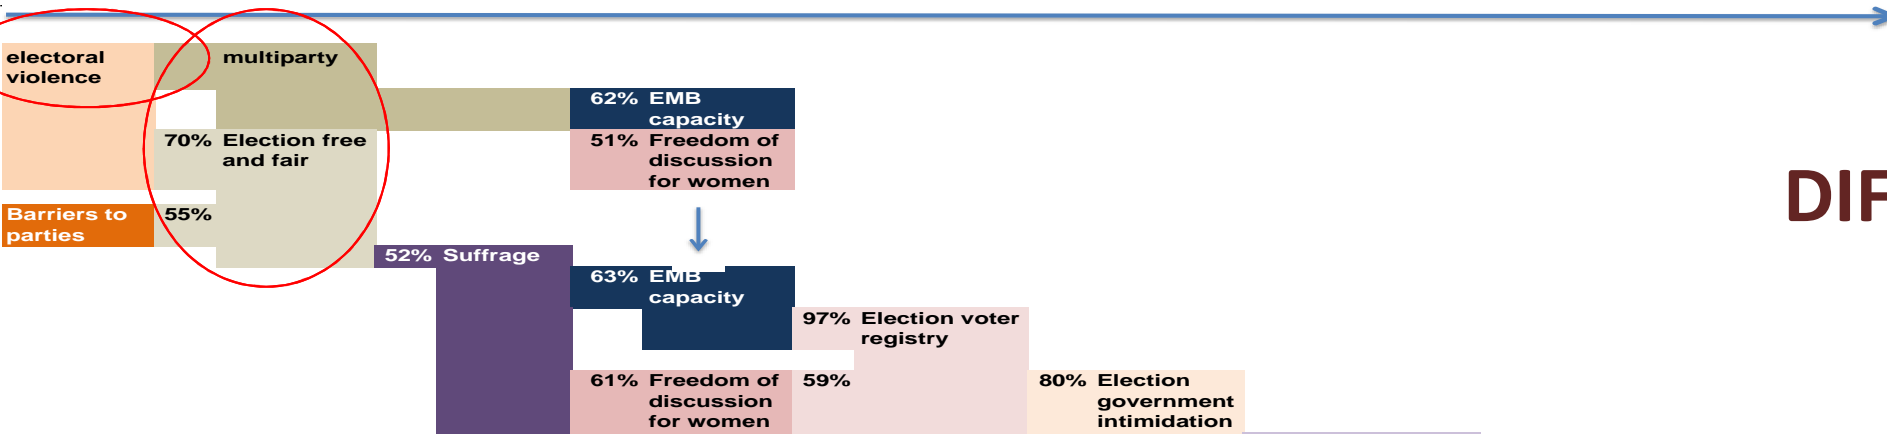 electoral
violence
multiparty
62% EMB
capacity
70% Election free
and fair
51% Freedom of
discussion
for women
Barriers to
parties
55%
DIF
52% Suffrage
63% EMB
capacity
97% Election voter
registry
61% Freedom of
discussion
for women
59%
80% Election
government
intimidation